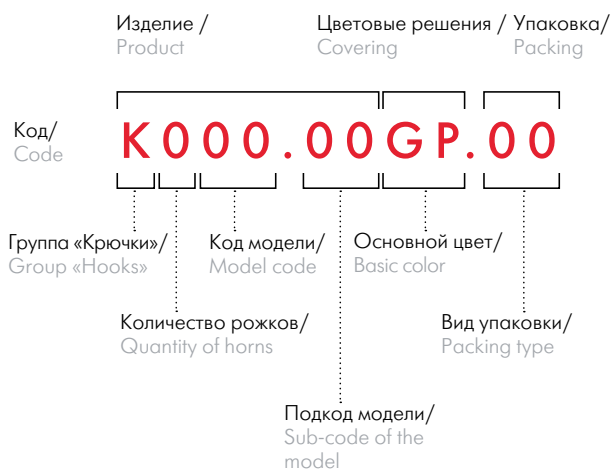 Изделие /
Product
Цветовые решения /
Covering
Упаковка/
Packing
Код/
Code
K000.00GP.00
Группа «Крючки»/
Group «Hooks»
Код модели/
Model code
Основной цвет/
Basic color
Количество рожков/
Quantity of horns
Вид упаковки/
Packing type
Подкод модели/
Sub-code of the
model